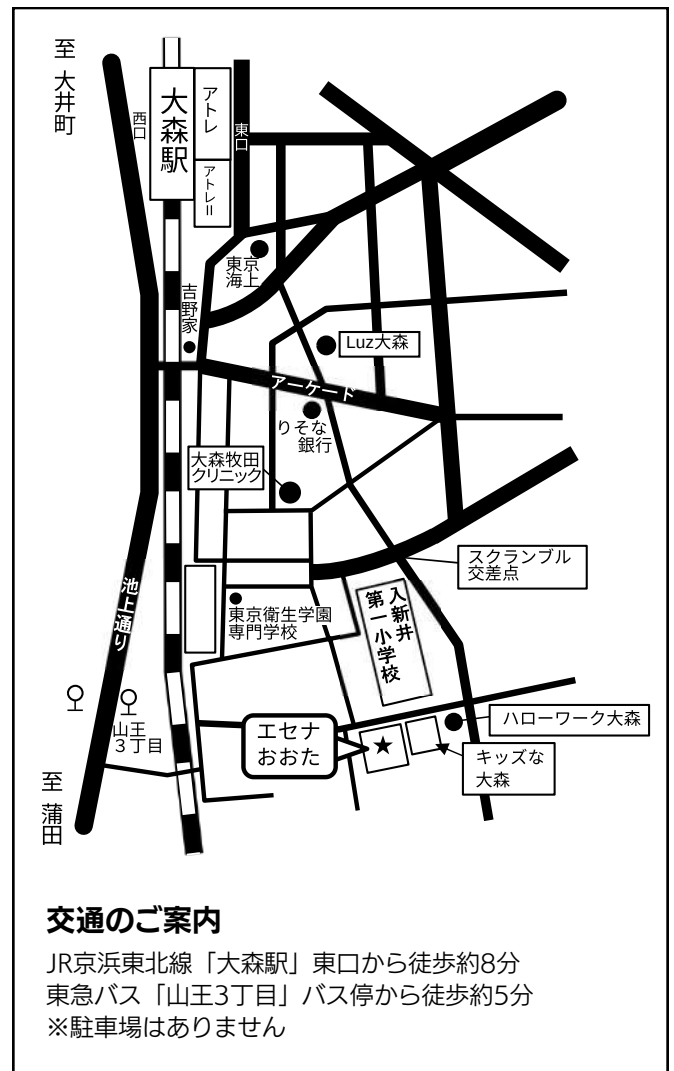 至 大井町
西口
大森駅
アトレ
アトレⅡ
東口
東京
海上
吉野家
Luz大森
アーケード
りそな
銀行
大森牧田
クリニック
スクランブル
交差点
池上通り
東京衛生学園
専門学校
入新井
第一小学校
山王
3丁目
エセナ
おおた
ハローワーク大森
キッズな
大森
至 蒲田
交通のご案内
JR京浜東北線「大森駅」東口から徒歩約8分
東急バス「山王3丁目」バス停から徒歩約5分
※駐車場はありません